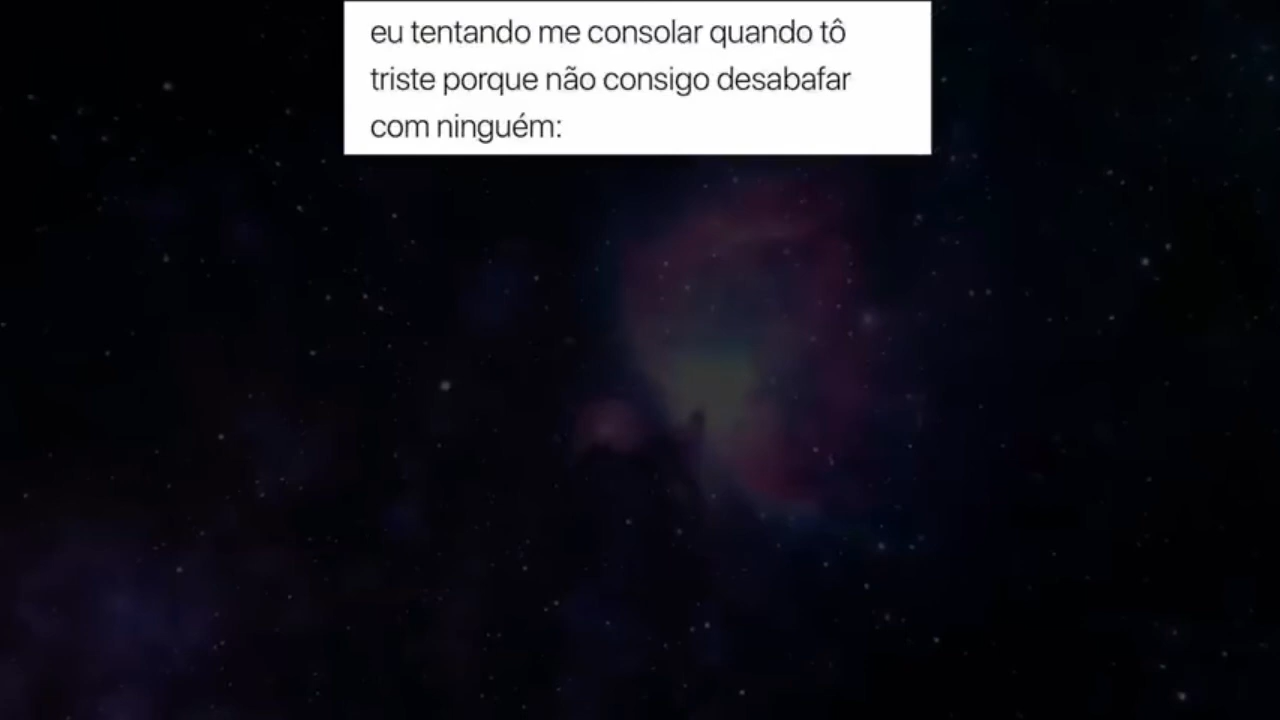 eu tentando me consolar quando tô
triste porque não consigo desabafar
com ninguém: